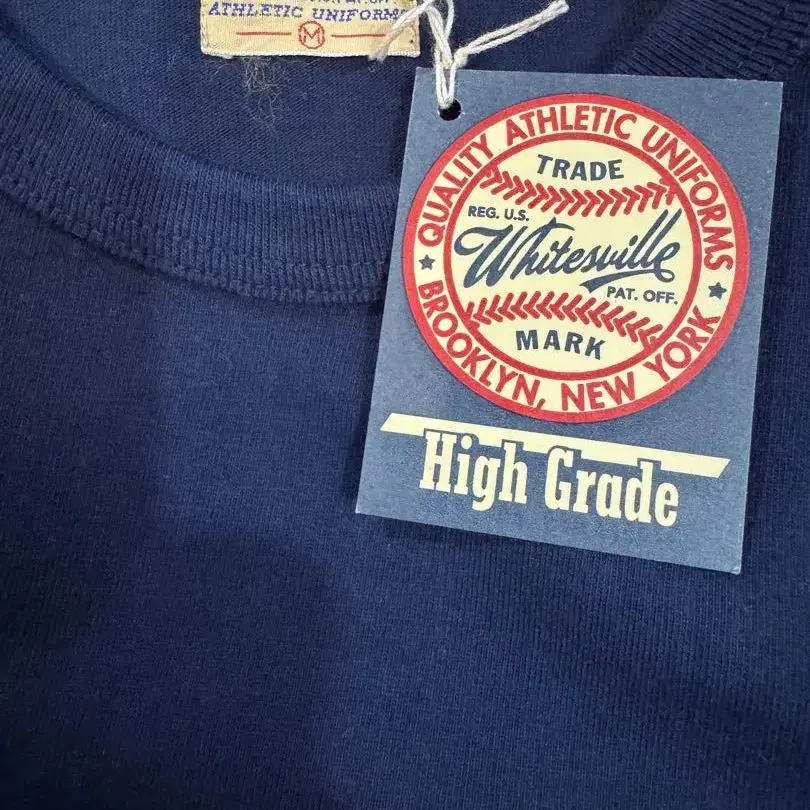 ATHLETIC UNIFORMS
M
QUALITY ATHLETIC UNIFORMS
TRADE
REG. U.S.
Whitesville
PAT. OFF.
MARK
BROOKLYN, NEW YORK
High Grade